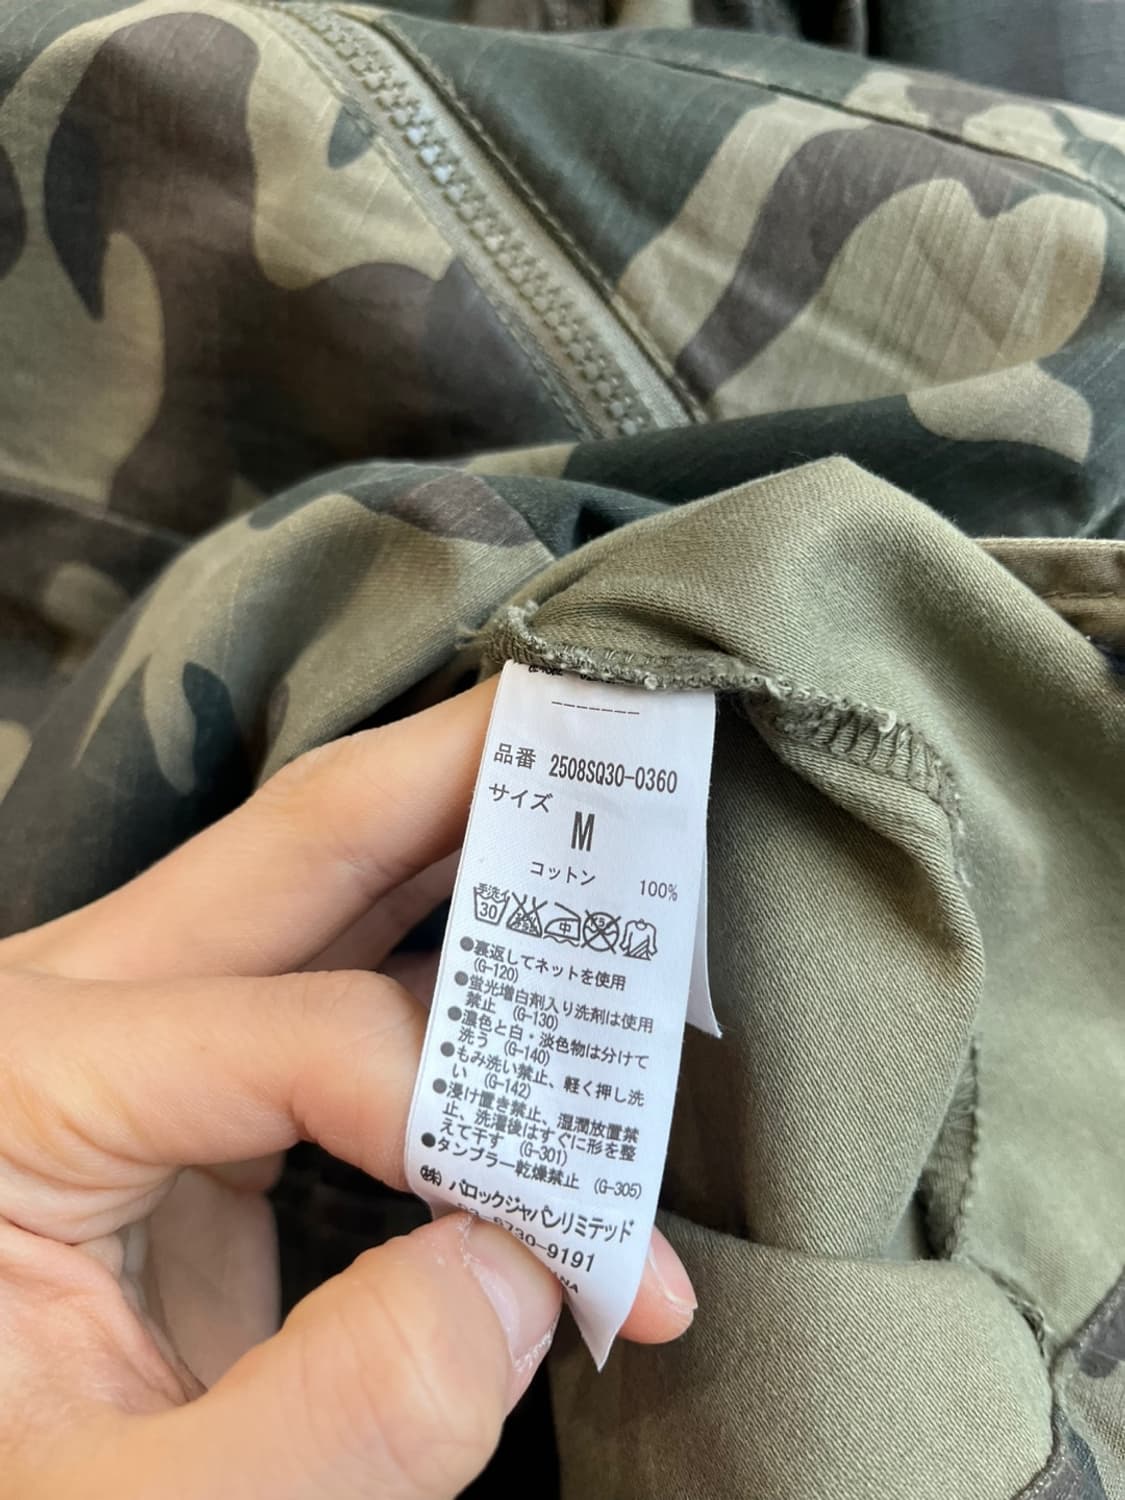 -------
品番 2508SQ30-0360
サイズ
M
コットン 100%
手洗イ
30
中
●裏返してネットを使用
(G-120)
●蛍光増白剤入り洗剤は使用
禁止 (G-130)
●濃色と白・淡色物は分けて
洗う (G-140)
●もみ洗い禁止、軽く押し洗
い (G-142)
●浸け置き禁止、湿潤放置禁
止、洗濯後はすぐに形を整
えて干す (G-301)
●タンブラー乾燥禁止 (G-305)
㈱ バロックジャパンリミテッド
30-9191